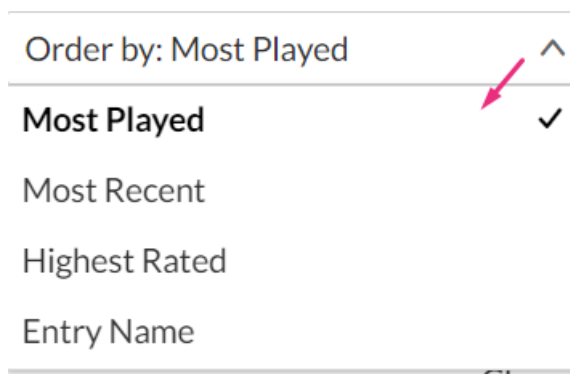 Order by: Most Played
Most Played
Most Recent
Highest Rated
Entry Name